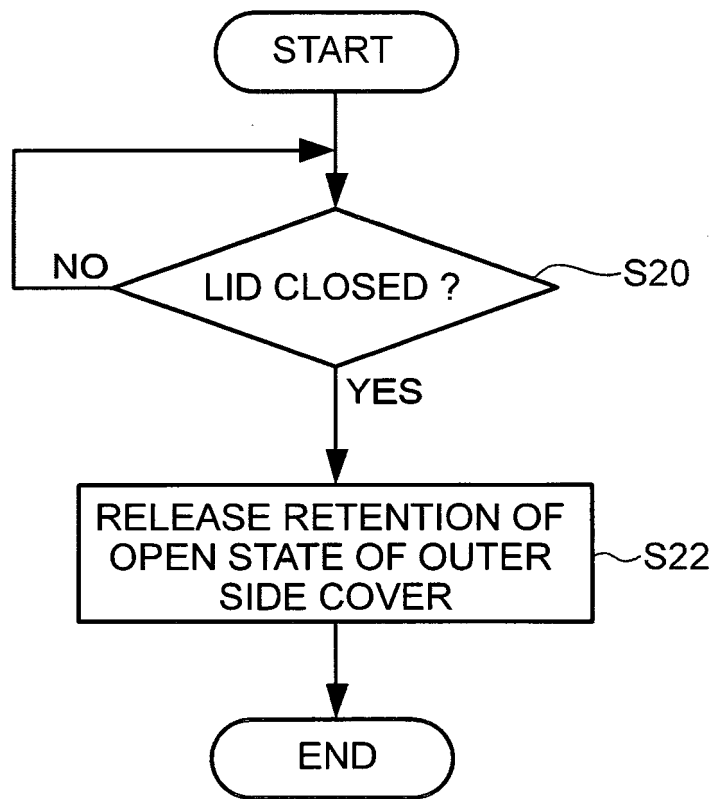 START
NO
LID CLOSED ?
S20
YES
RELEASE RETENTION OF
OPEN STATE OF OUTER
SIDE COVER
S22
END